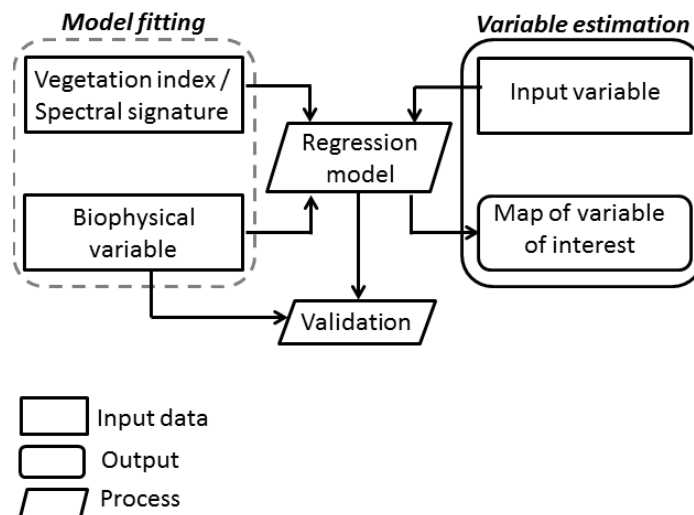 Model fitting
Variable estimation
Vegetation index /
Spectral signature
Input variable
Regression
model
Biophysical
variable
Map of variable
of interest
Validation
Input data
Output
Process